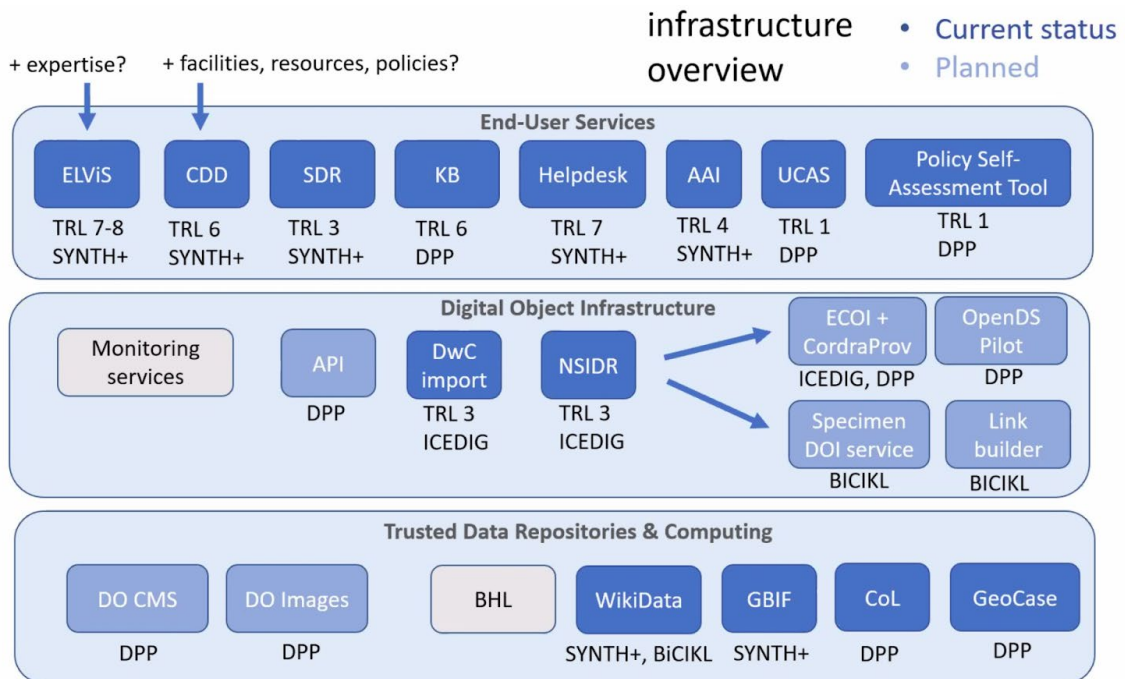 infrastructure
overview
• Current status
• Planned
+ expertise?
+ facilities, resources, policies?
End-User Services
ELViS
TRL 7-8
SYNTH+
CDD
TRL 6
SYNTH+
SDR
TRL 3
SYNTH+
KB
TRL 6
DPP
Helpdesk
TRL 7
SYNTH+
AAI
TRL 4
SYNTH+
UCAS
TRL 1
DPP
Policy Self-
Assessment Tool
TRL 1
DPP
Digital Object Infrastructure
Monitoring
services
API
DPP
DwC
import
TRL 3
ICEDIG
NSIDR
TRL 3
ICEDIG
ECOI +
CordraProv
ICEDIG, DPP
OpenDS
Pilot
DPP
Specimen
DOI service
BICIKL
Link
builder
BICIKL
Trusted Data Repositories & Computing
DO CMS
DPP
DO Images
DPP
BHL
WikiData
SYNTH+, BiCIKL
GBIF
SYNTH+
CoL
DPP
GeoCase
DPP